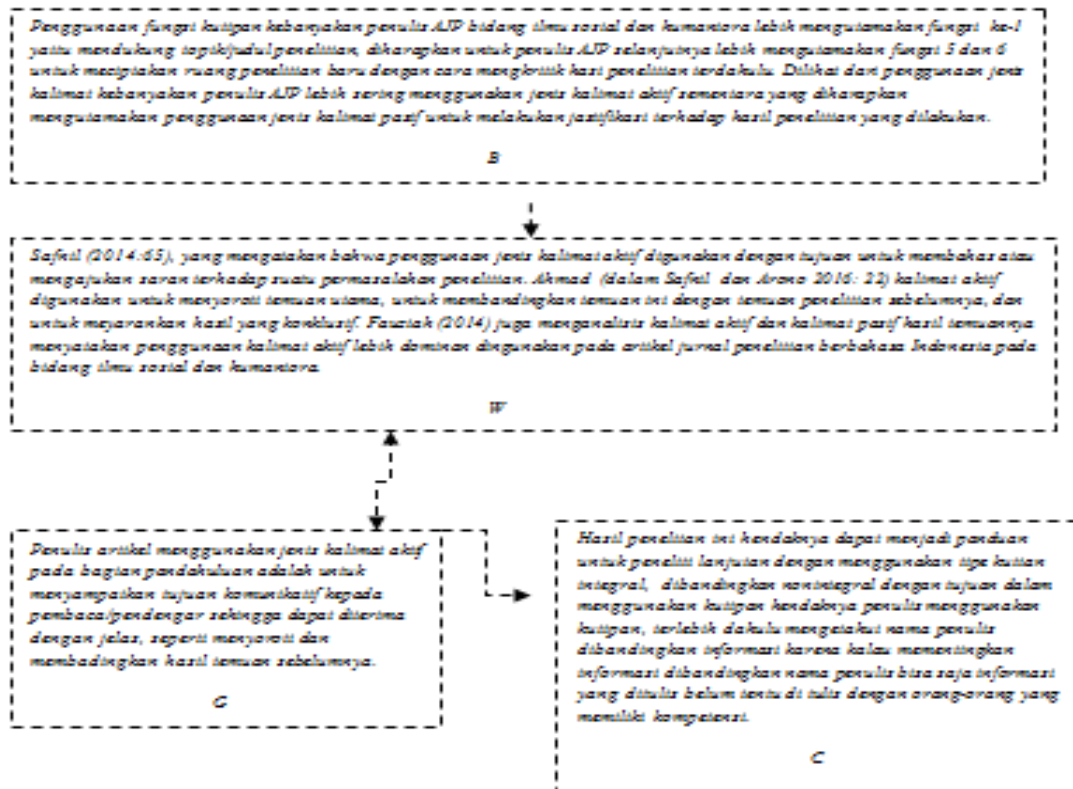 Penggunaan fungsi kutipan kebanyakan penulis AJP bidang ilmu sosial dan humaniora lebih mengutamakan fungsi ke-1
yaitu mendukung topik/judul penelitian, diharapkan untuk penulis AJP selanjutnya lebih mengutamakan fungsi 5 dan 6
untuk meciptakan ruang penelitian baru dengan cara mengkritik hasi penelitian terdahulu. Dilihat dari penggunaan jenis
kalimat kebanyakan penulis AJP lebih sering menggunakan jenis kalimat aktif sementara yang diharapkan
mengutamakan penggunaan jenis kalimat pasif untuk melakukan jastifikasi terhadap hasil penelitian yang dilakukan.
B
Safnil (2014:65), yang mengatakan bahwa penggunaan jenis kalimat aktif digunakan dengan tujuan untuk membahas atau
mengajukan saran terhadap suatu permasalahan penelitian. Ahmad (dalam Safnil dan Arono 2016: 22) kalimat aktif
digunakan untuk menyoroti temuan utama, untuk membandingkan temuan ini dengan temuan penelitian sebelumnya, dan
untuk meyarankan hasil yang konklusif. Fauziah (2014) juga menganalisis kalimat aktif dan kalimat pasif hasil temuannya
menyatakan penggunaan kalimat aktif lebih dominan dingunakan pada artikel jurnal penelitian berbahasa Indonesia pada
bidang ilmu sosial dan humaniora.
W
Penulis artikel menggunakan jenis kalimat aktif
pada bagian pandahuluan adalah untuk
menyampaikan tujuan komunikatif kepada
pembaca/pendengar sehingga dapat diterima
dengan jelas, seperti menyoroti dan
membadingkan hasil temuan sebelumnya.
G
Hasil penelitan ini hendaknya dapat menjadi panduan
untuk peneliti lanjutan dengan menggunakan tipe kutian
integral, dibandingkan nonintegral dengan tujuan dalam
menggunakan kutipan hendaknya penulis menggunakan
kutipan, terlebih dahulu mengetahui nama penulis
dibandingkan informasi karena kalau mementingkan
informasi dibandingkan nama penulis bisa saja informasi
yang ditulis belum tentu di tulis dengan orang-orang yang
memiliki kompetensi.
C